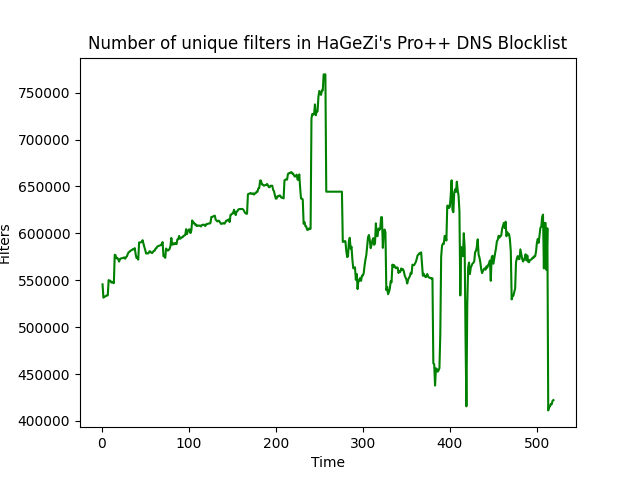 Number of unique filters in HaGeZi's Pro++ DNS Blocklist
750000
700000
650000
600000
550000
500000
450000
400000
Filters
0 100 200 300 400 500
Time